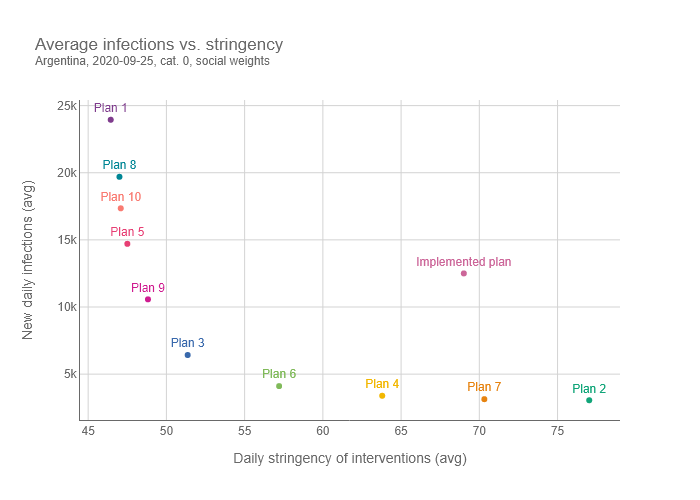 Average infections vs. stringency
Argentina, 2020-09-25, cat. 0, social weights
25k
Plan 1
20k
Plan 8
Plan 10
15k
Plan 5
Implemented plan
10k
Plan 9
Plan 3
5k
Plan 6
Plan 4
Plan 7
Plan 2
New daily infections (avg)
45
50
55
60
65
70
75
Daily stringency of interventions (avg)